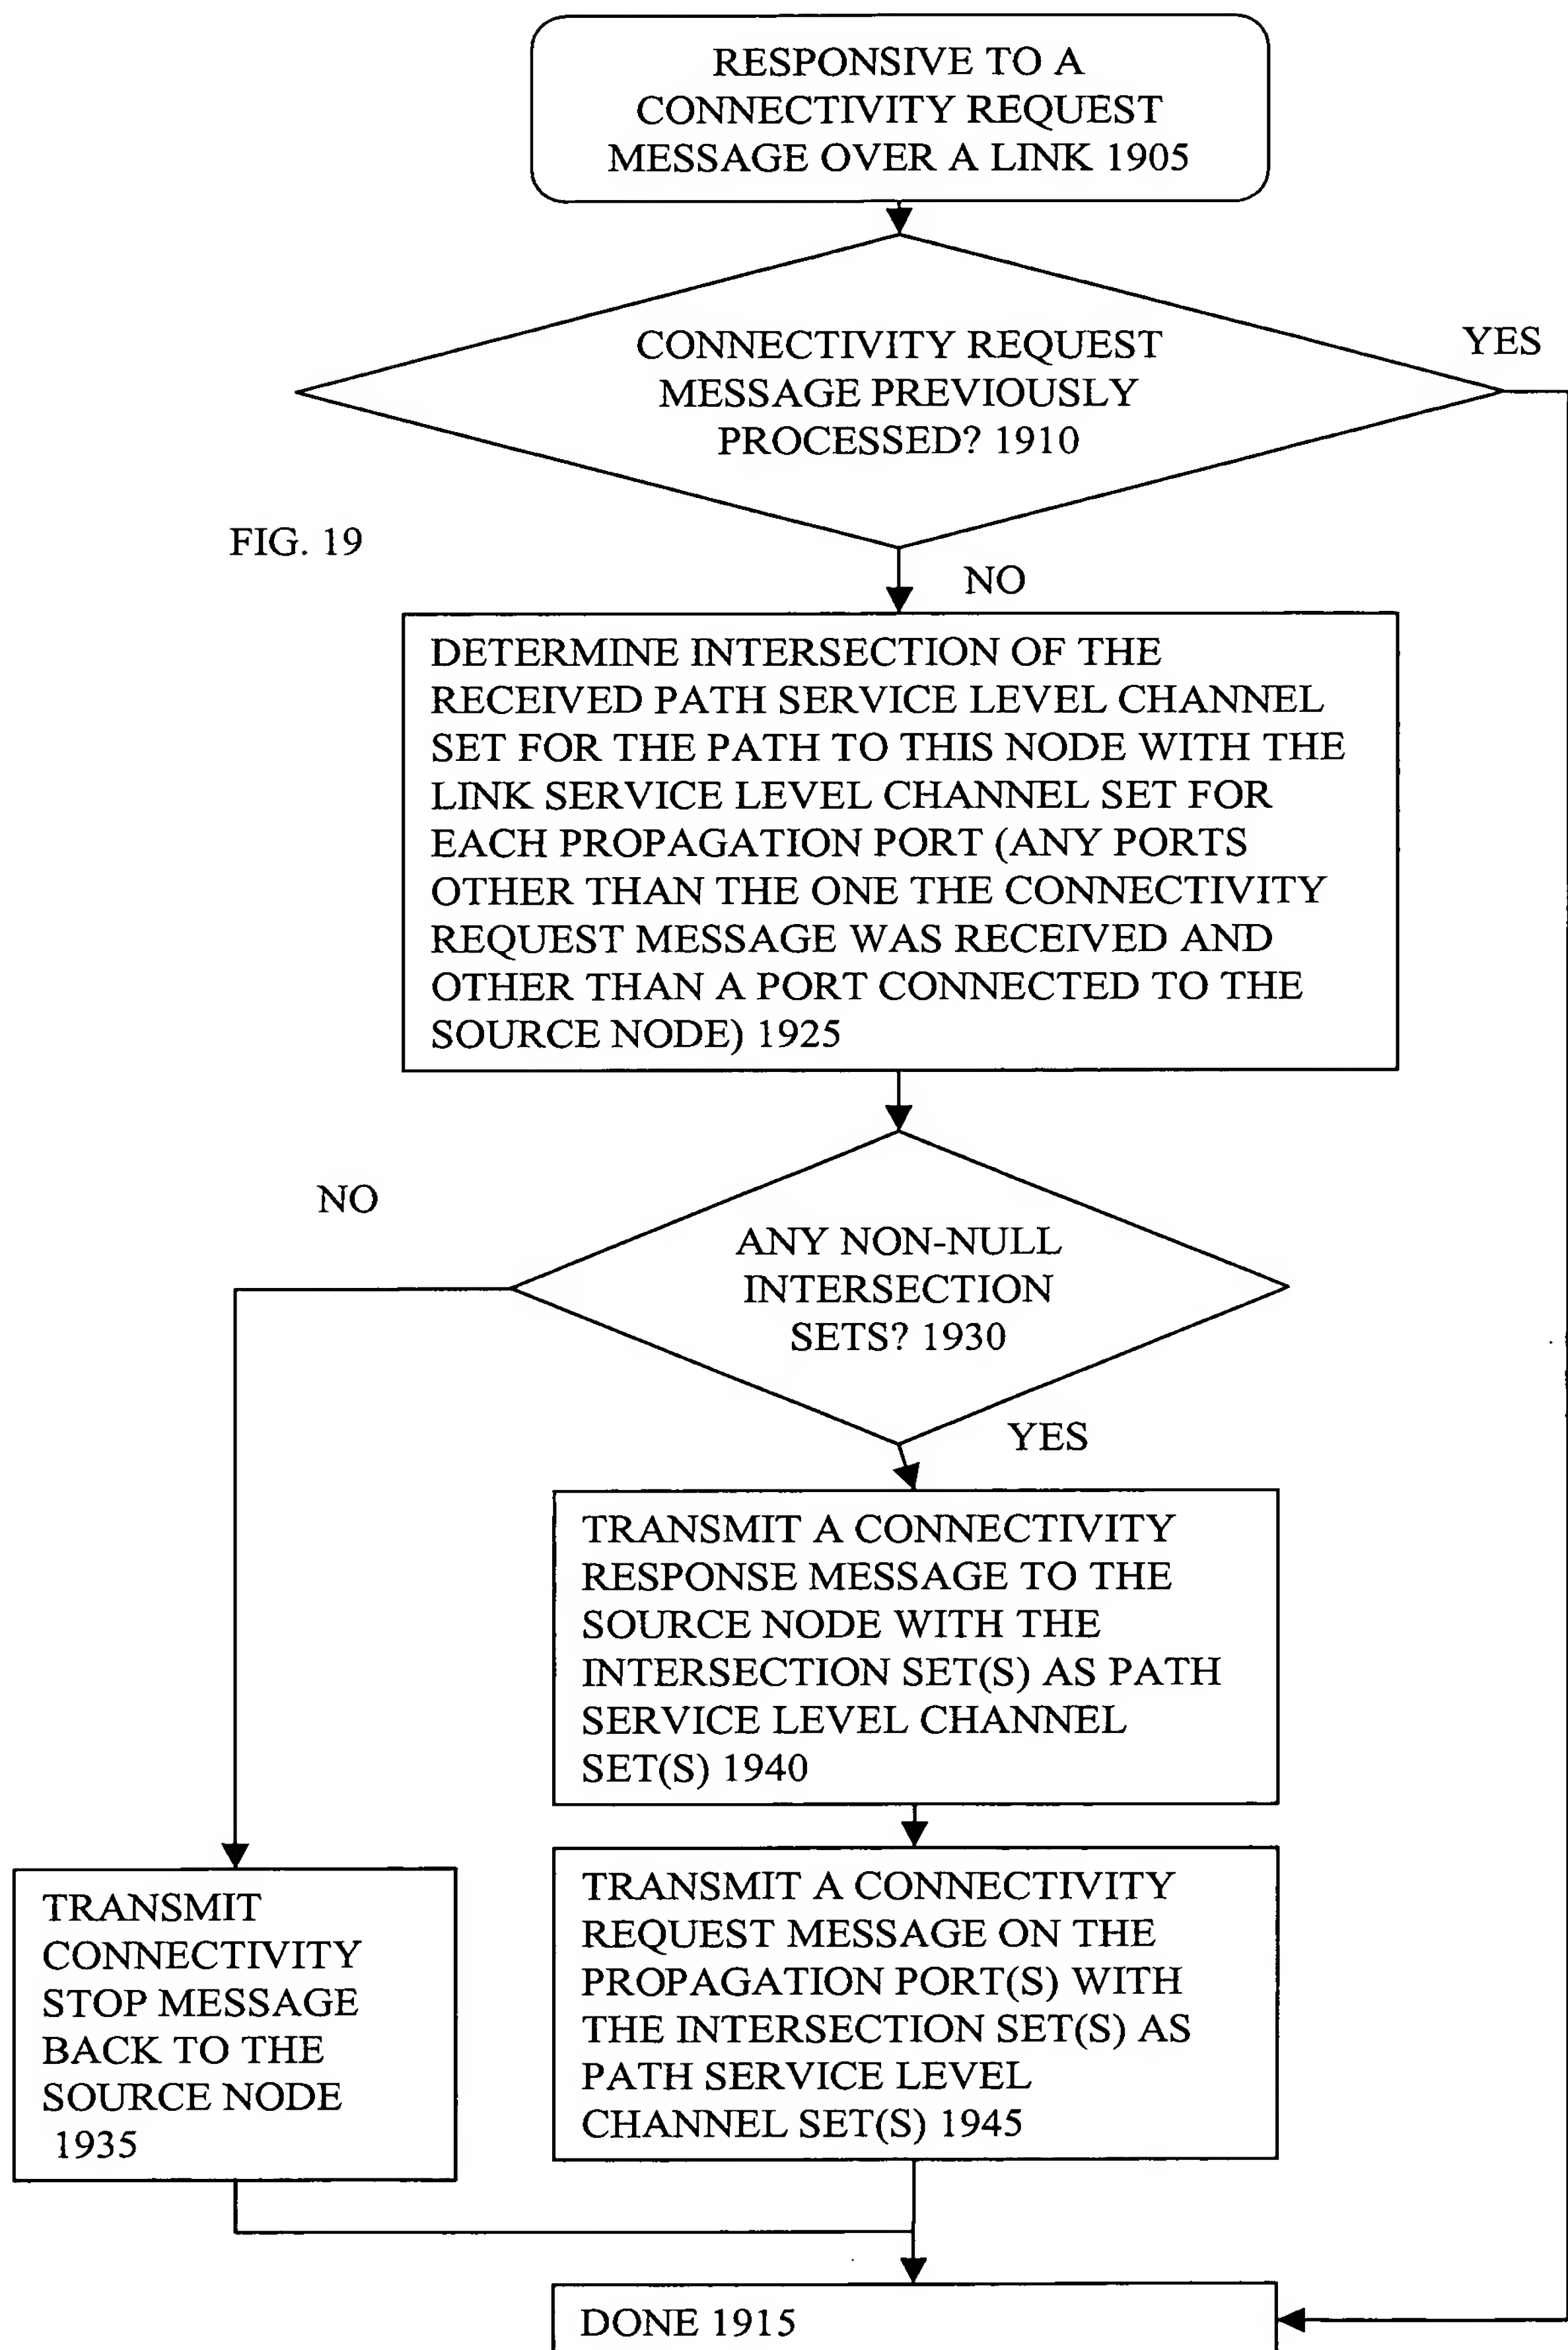 RESPONSIVE TO A
CONNECTIVITY REQUEST
MESSAGE OVER A LINK 1905
CONNECTIVITY REQUEST
MESSAGE PREVIOUSLY
PROCESSED? 1910
YES
FIG. 19
NO
DETERMINE INTERSECTION OF THE
RECEIVED PATH SERVICE LEVEL CHANNEL
SET FOR THE PATH TO THIS NODE WITH THE
LINK SERVICE LEVEL CHANNEL SET FOR
EACH PROPAGATION PORT (ANY PORTS
OTHER THAN THE ONE THE CONNECTIVITY
REQUEST MESSAGE WAS RECEIVED AND
OTHER THAN A PORT CONNECTED TO THE
SOURCE NODE) 1925
NO
ANY NON-NULL
INTERSECTION
SETS? 1930
YES
TRANSMIT A CONNECTIVITY
RESPONSE MESSAGE TO THE
SOURCE NODE WITH THE
INTERSECTION SET(S) AS PATH
SERVICE LEVEL CHANNEL
SET(S) 1940
TRANSMIT
CONNECTIVITY
STOP MESSAGE
BACK TO THE
SOURCE NODE
1935
TRANSMIT A CONNECTIVITY
REQUEST MESSAGE ON THE
PROPAGATION PORT(S) WITH
THE INTERSECTION SET(S) AS
PATH SERVICE LEVEL
CHANNEL SET(S) 1945
DONE 1915